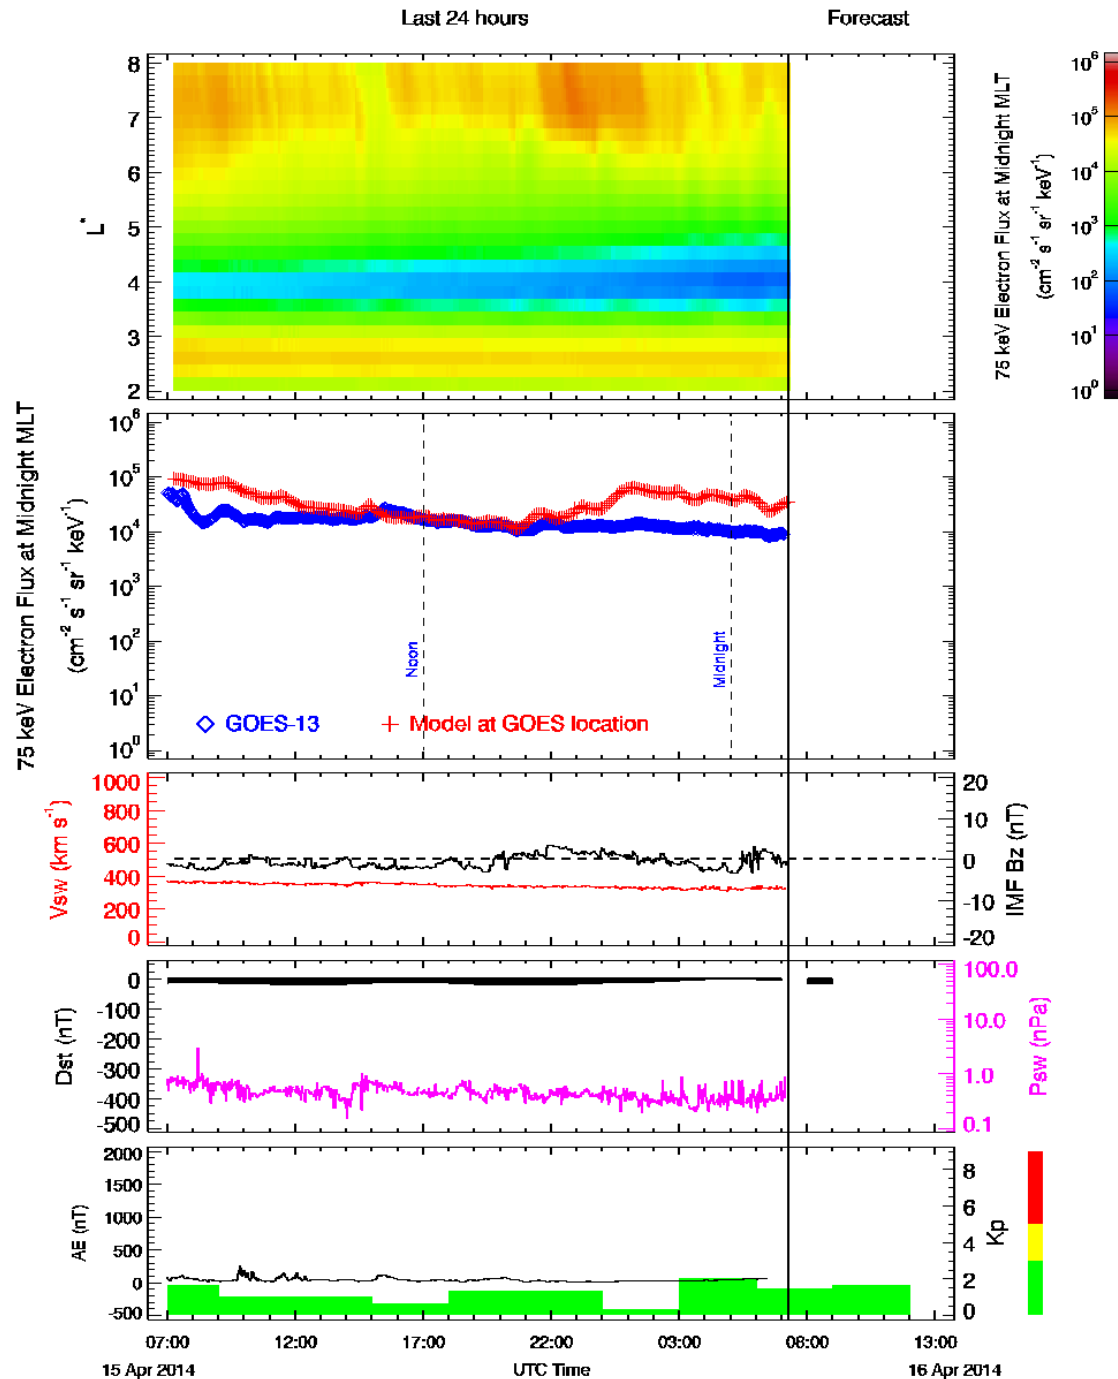 Last 24 hours
Forecast
8
7
6
5
4
3
2
L*
10^6
10^5
10^4
10^3
10^2
10^1
10^0
75 keV Electron Flux at Midnight MLT
(cm^-2 s^-1 sr^-1 keV^-1)
75 keV Electron Flux at Midnight MLT
(cm^-2 s^-1 sr^-1 keV^-1)
10^6
10^5
10^4
10^3
10^2
10^1
10^0
Noon
Midnight
GOES-13
Model at GOES location
Vsw (km s^-1)
1000
800
600
400
200
0
20
10
0
-10
-20
IMF Bz (nT)
Dst (nT)
0
-100
-200
-300
-400
-500
100.0
10.0
1.0
0.1
Psw (nPa)
AE (nT)
2000
1500
1000
500
0
-500
8
6
4
2
0
Kp
07:00 12:00 17:00 22:00 03:00 08:00 13:00
15 Apr 2014 UTC Time 16 Apr 2014